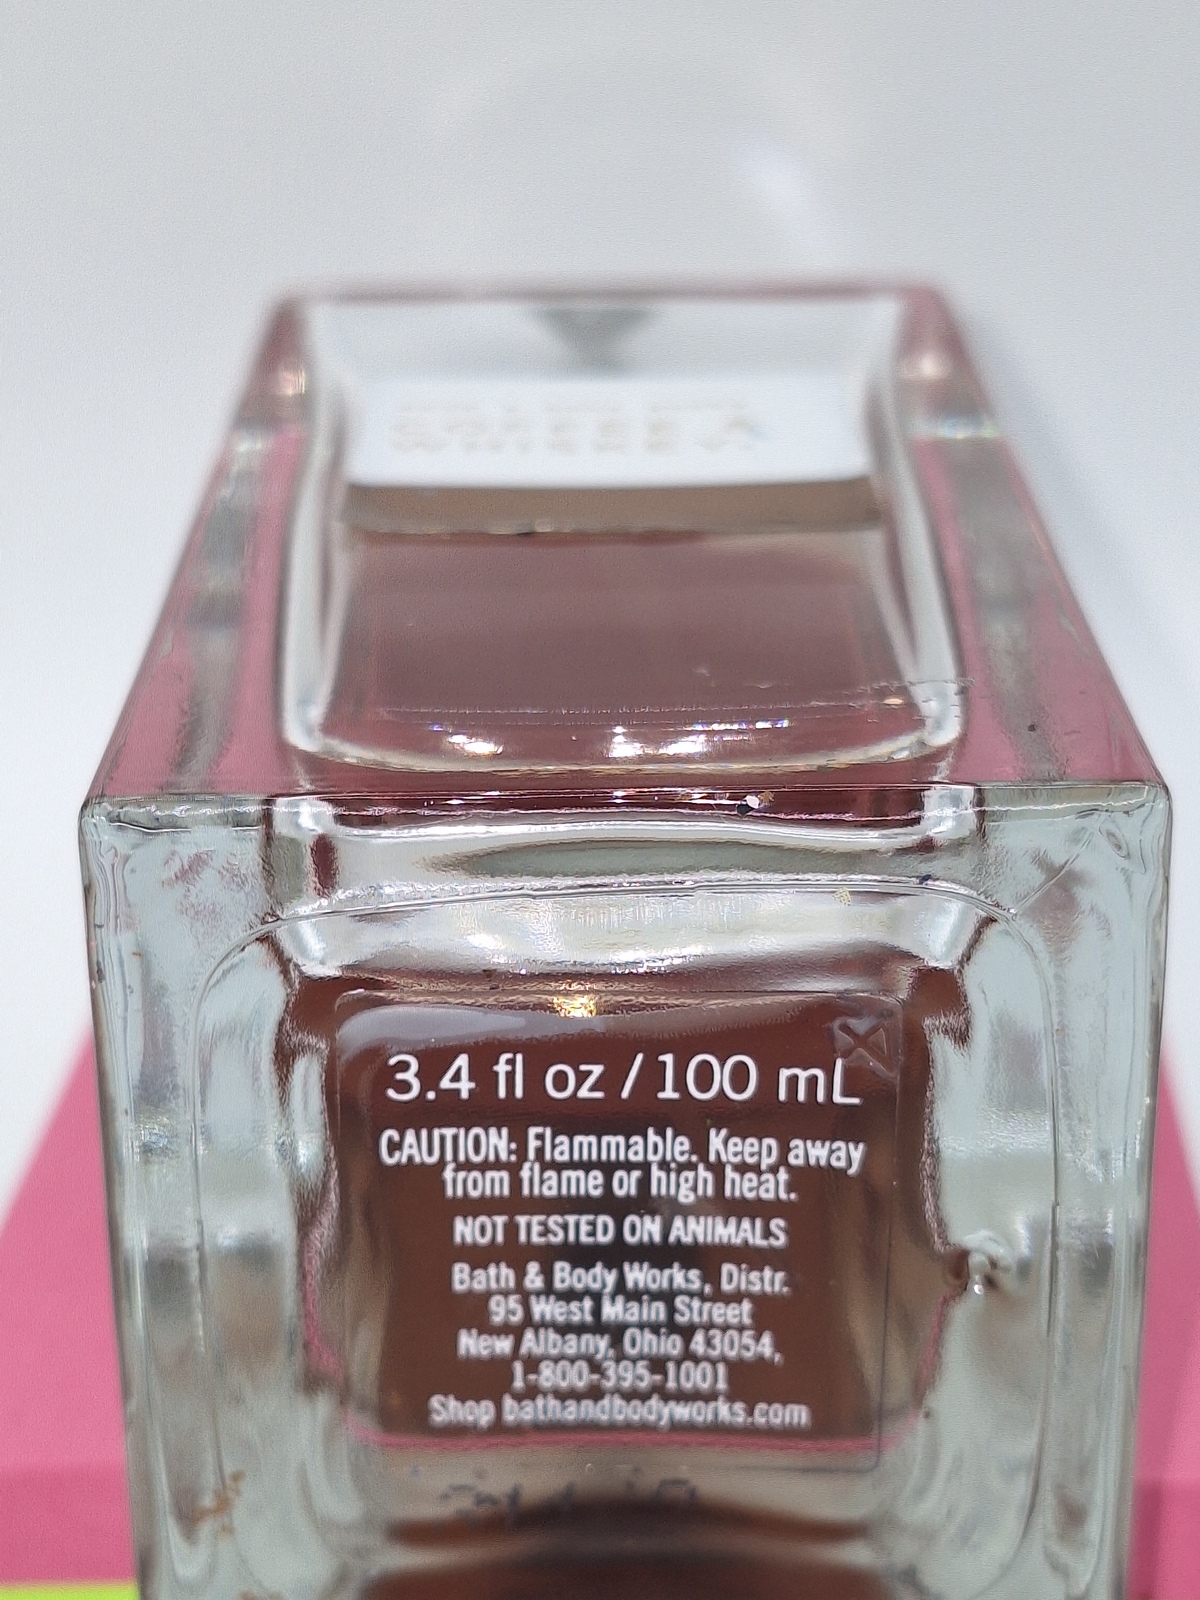 COFFEE &
WHISKEY
3.4 fl oz / 100 mL
CAUTION: Flammable. Keep away
from flame or high heat.
NOT TESTED ON ANIMALS
Bath & Body Works, Distr.
95 West Main Street
New Albany, Ohio 43054,
1-800-395-1001
Shop bathandbodyworks.com